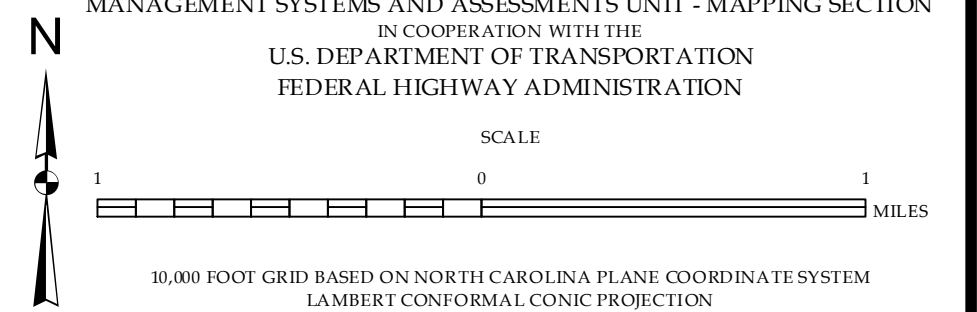 MANAGEMENT SYSTEMS AND ASSESSMENTS UNIT - MAPPING SECTION
IN COOPERATION WITH THE
U.S. DEPARTMENT OF TRANSPORTATION
FEDERAL HIGHWAY ADMINISTRATION
N
SCALE
1 0 1
MILES
10,000 FOOT GRID BASED ON NORTH CAROLINA PLANE COORDINATE SYSTEM
LAMBERT CONFORMAL CONIC PROJECTION